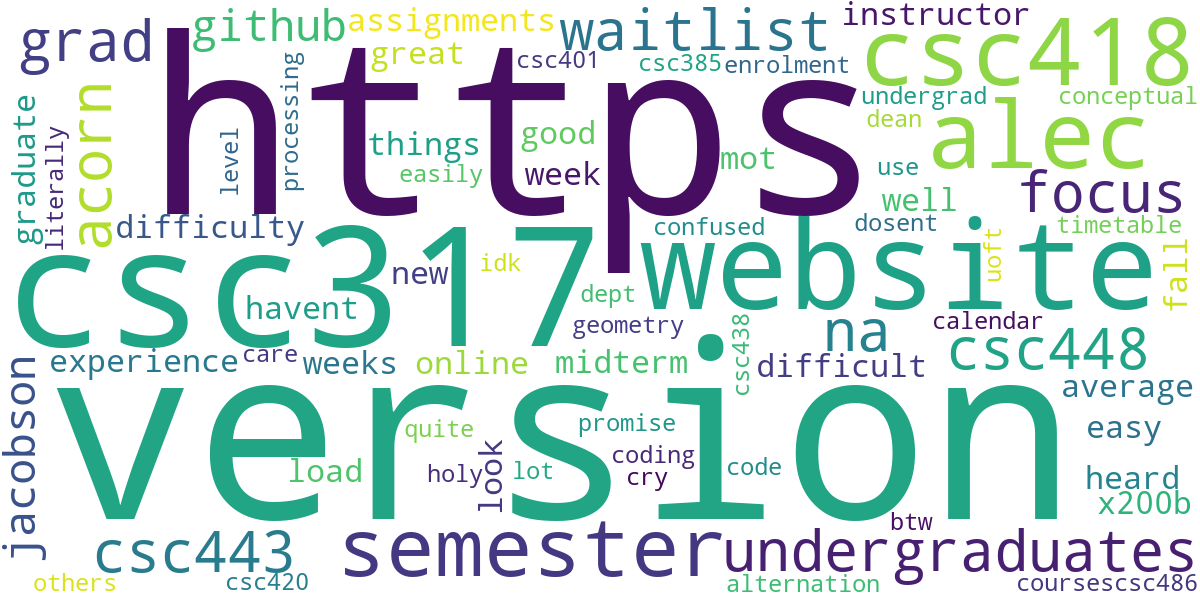 grad
github
assignments
great
waitlist
instructor
csc418
csc401
csc385
enrolment
undergrad
conceptual
https
acorn
graduate
literally
level
processing
things
easily
good
week
mot
dean
alec
use
well
focus
difficulty
confused
dosent
timetable
uoft
fall
csc317
havent
new
idk
dept
geometry
website
na
calendar
csc448
jacobson
experience
care
weeks
online
midterm
csc438
difficult
average
version
quite
promise
easy
load
holy
look
lot
coding
cry
code
heard
x200b
btw
csc443
semester
undergraduates
others
csc420
alternation
coursescsc486